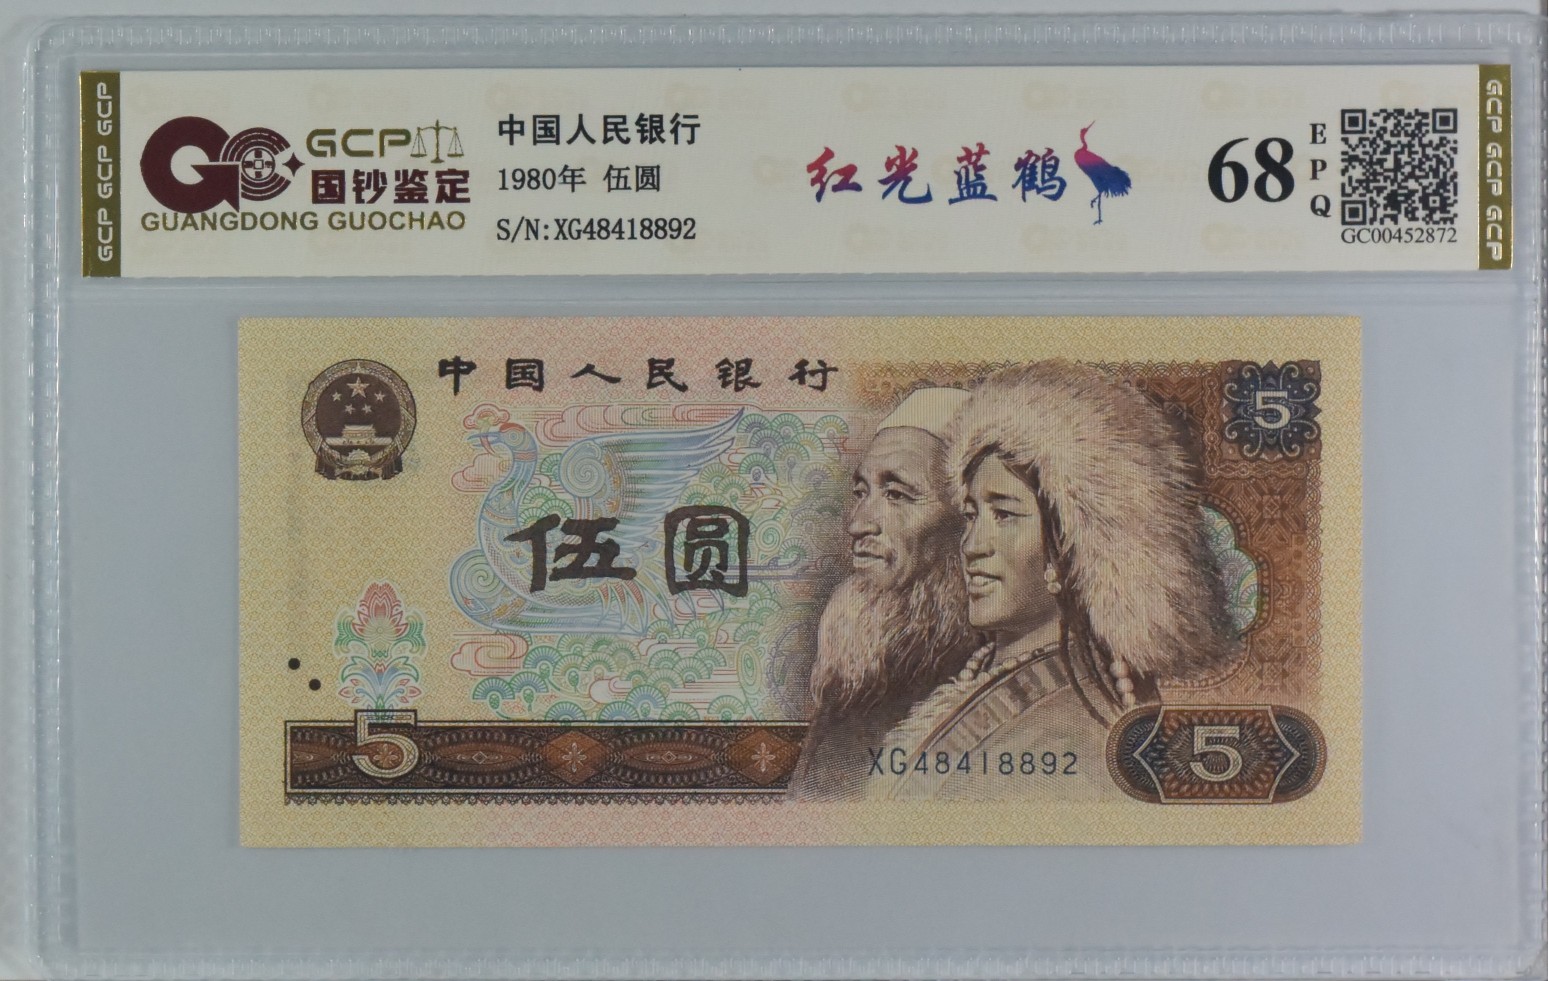 GCP GCP GCP
GCP
国钞鉴定
GUANGDONG GUOCHAO
中国人民银行
1980年 伍圆
S/N:XG48418892
红光蓝鹤
68
EPQ
GC00452872
GCP GCP GCP
中国人民银行
5
伍圆
5
XG48418892
5